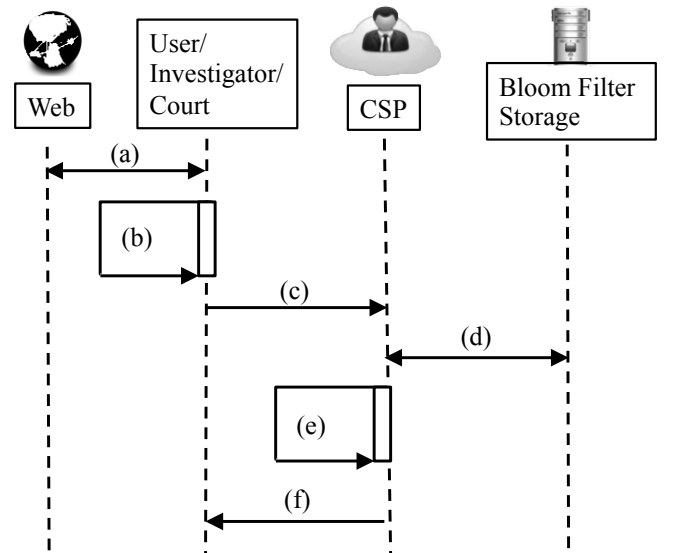 Web
User/
Investigator/
Court
CSP
Bloom Filter
Storage
(a)
(b)
(c)
(d)
(e)
(f)